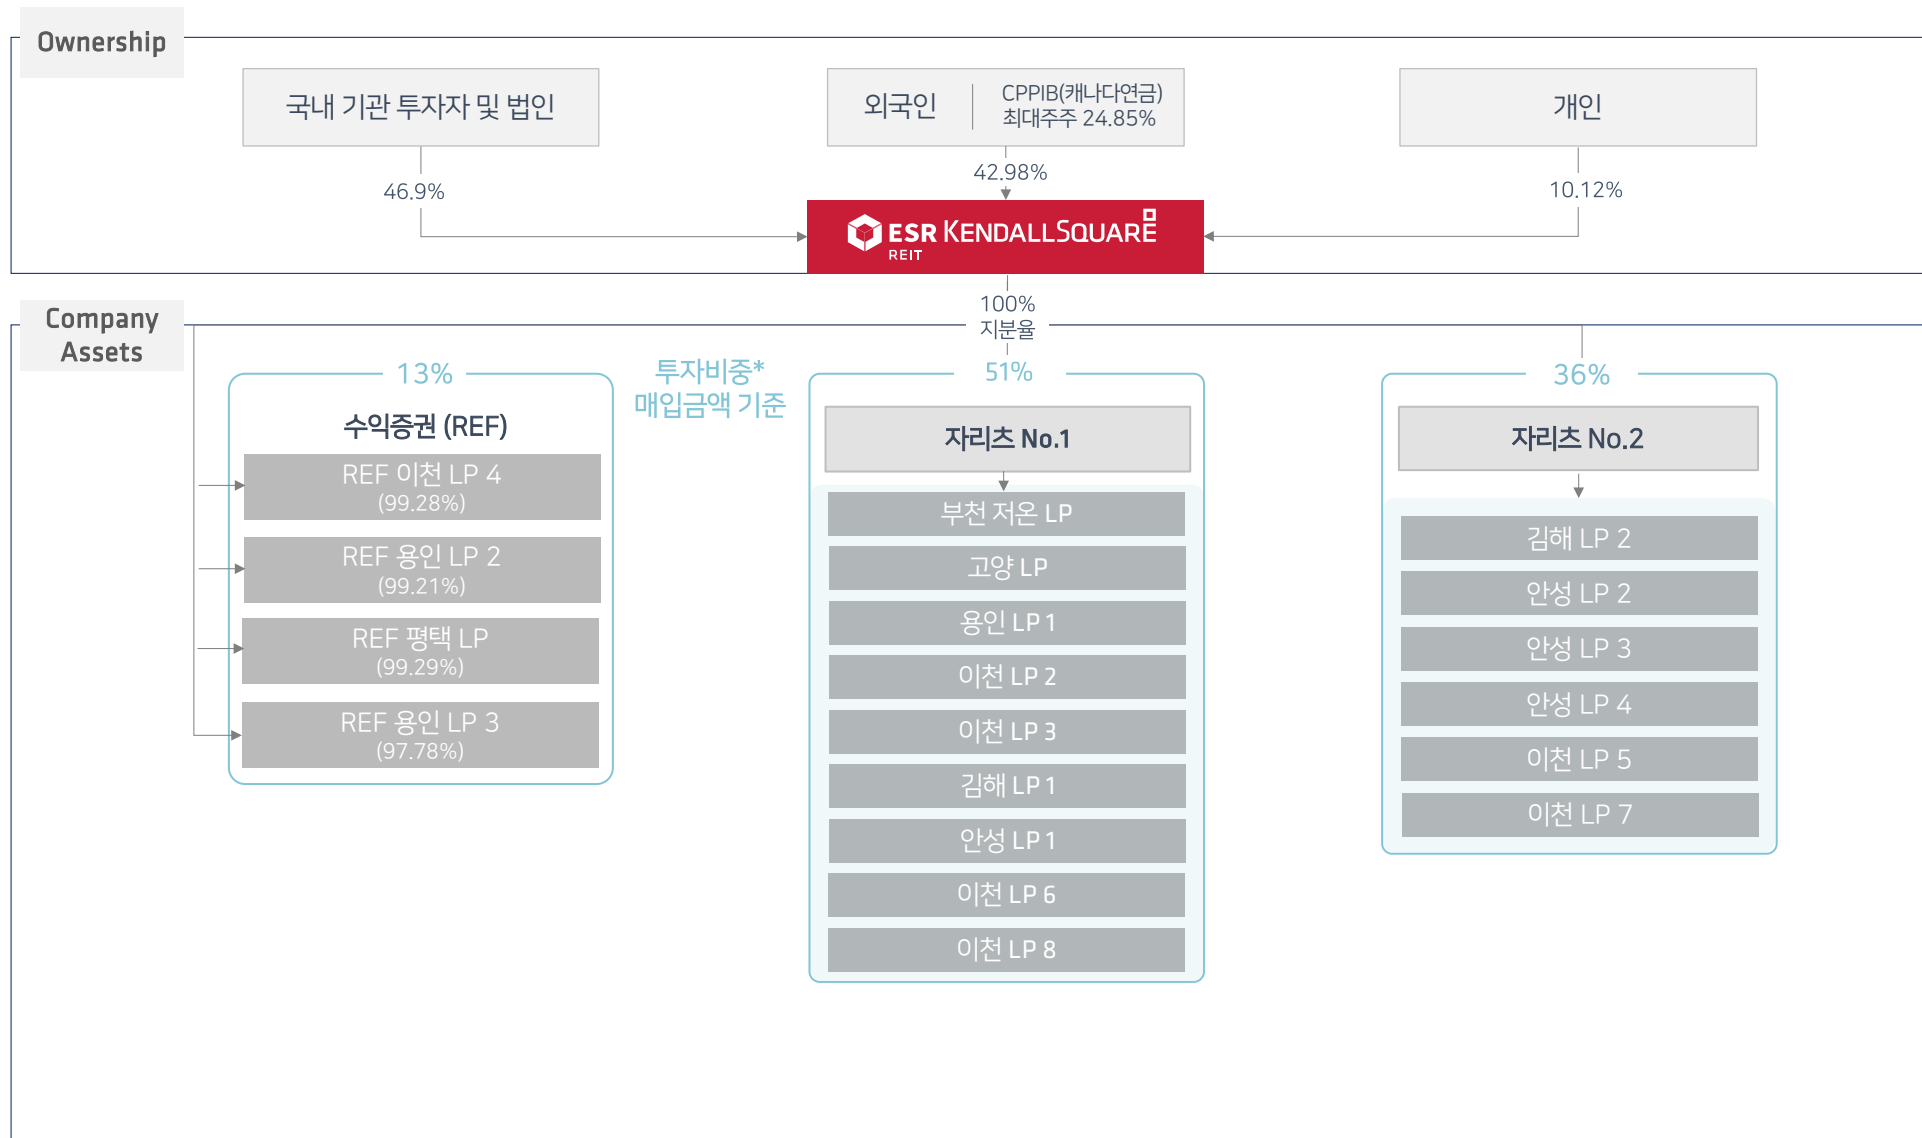 Ownership
국내 기관 투자자 및 법인
외국인
CPPIB(캐나다연금)
최대주주 24.85%
개인
46.9%
42.98%
10.12%
ESR KENDALLSQUARE
REIT
100%
지분율
Company
Assets
13%
투자비중*
매입금액 기준
51%
36%
수익증권 (REF)
REF 이천 LP 4
(99.28%)
REF 용인 LP 2
(99.21%)
REF 평택 LP
(99.29%)
REF 용인 LP 3
(97.78%)
자리츠 No.1
부천 저온 LP
고양 LP
용인 LP 1
이천 LP 2
이천 LP 3
김해 LP 1
안성 LP 1
이천 LP 6
이천 LP 8
자리츠 No.2
김해 LP 2
안성 LP 2
안성 LP 3
안성 LP 4
이천 LP 5
이천 LP 7